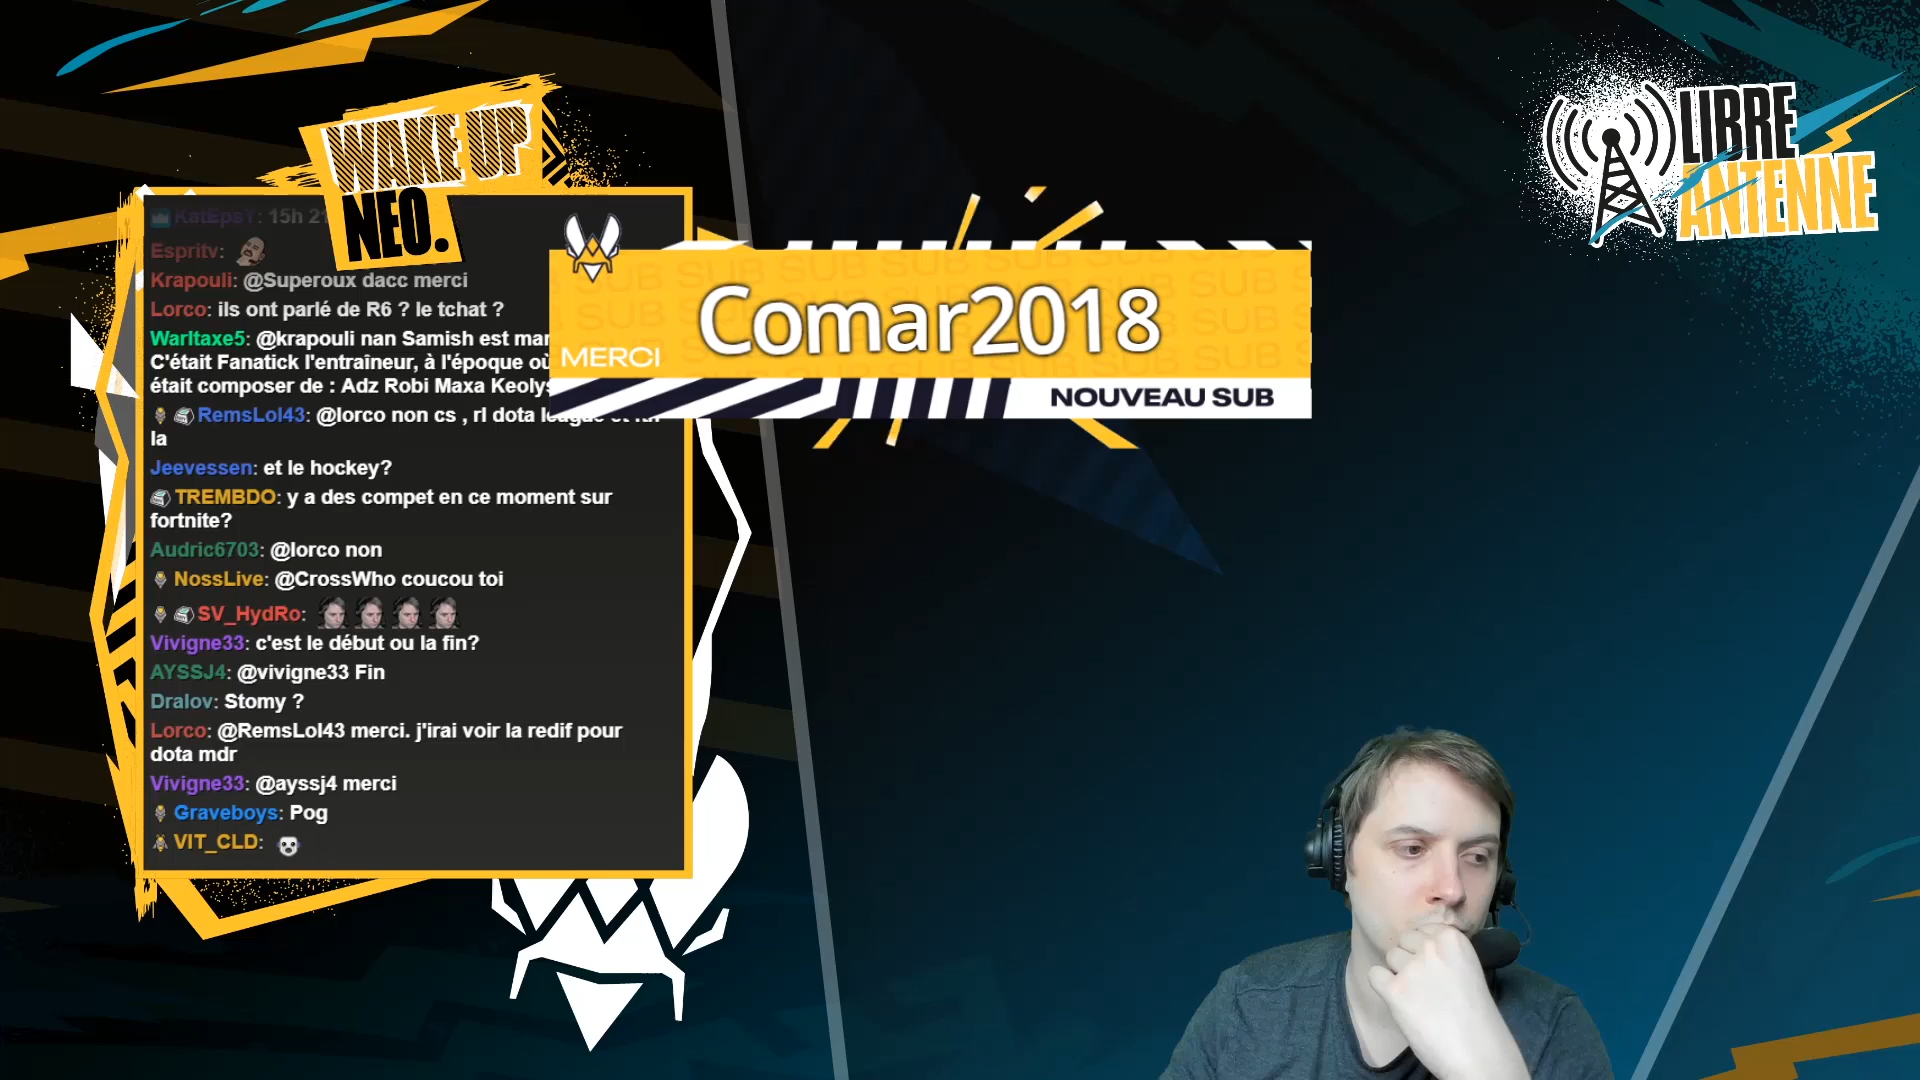 WAKE UP
NEO.
LIBRE
ANTENNE
KatEpsY: 15h
Espritv:
Krapouli: @Superoux dacc merci
Lorco: ils ont parlé de R6 ? le tchat ?
Warltaxe5: @krapouli nan Samish est
C'était Fanatick l'entraîneur, à l'époque où
était composer de : Adz Robi Maxa Keolys
RemsLol43: @lorco non cs , rl dota league et
la
Jeevessen: et le hockey?
TREMBDO: y a des compet en ce moment sur
fortnite?
Audric6703: @lorco non
NossLive: @CrossWho coucou toi
SV_HydRo:
Vivigne33: c'est le début ou la fin?
AYSSJ4: @vivigne33 Fin
Dralov: Stomy ?
Lorco: @RemsLol43 merci. j'irai voir la redif pour
dota mdr
Vivigne33: @ayssj4 merci
Graveboys: Pog
VIT_CLD:
Comar2018
MERCI
NOUVEAU SUB